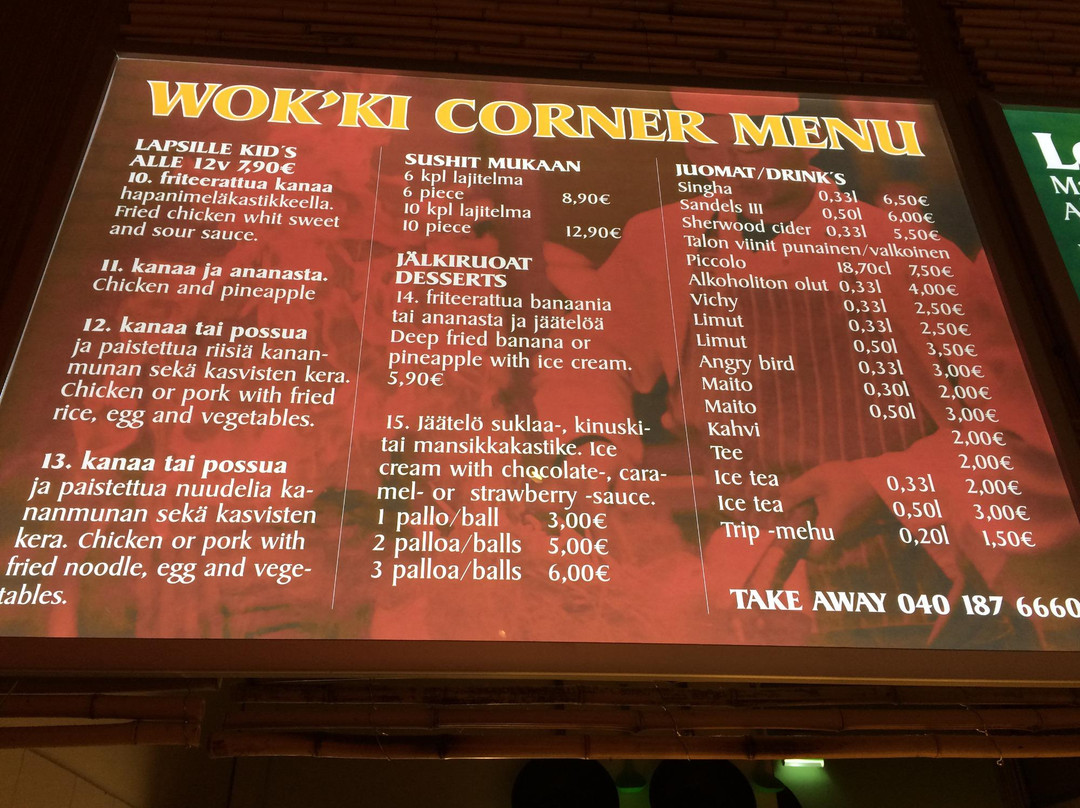 WOK'KI CORNER MENU
LAPSILLE KID´S
ALLE 12v 7,90€
10. friteerattua kanaa
hapanimeläkastikkeella.
Fried chicken whit sweet
and sour sauce.
11. kanaa ja ananasta.
Chicken and pineapple
12. kanaa tai possua
ja paistettua riisiä kanan-
munan sekä kasvisten kera.
Chicken or pork with fried
rice, egg and vegetables.
13. kanaa tai possua
ja paistettua nuudelia ka-
nanmunan sekä kasvisten
kera. Chicken or pork with
fried noodle, egg and vege-
tables.
SUSHIT MUKAAN
6 kpl lajitelma
6 piece 8,90€
10 kpl lajitelma
10 piece 12,90€
JÄLKIRUOAT
DESSERTS
14. friteerattua banaania
tai ananasta ja jäätelöä
Deep fried banana or
pineapple with ice cream.
5,90€
15. Jäätelö suklaa-, kinuski-
tai mansikkakastike. Ice
cream with chocolate-, cara-
mel- or strawberry -sauce.
1 pallo/ball 3,00€
2 palloa/balls 5,00€
3 palloa/balls 6,00€
JUOMAT/DRINK´S
Singha 0,33l 6,50€
Sandels III 0,50l 6,00€
Sherwood cider 0,33l 5,50€
Talon viinit punainen/valkoinen
Piccolo 18,70cl 7,50€
Alkoholiton olut 0,33l 4,00€
Vichy 0,33l 2,50€
Limut 0,33l 2,50€
Limut 0,50l 3,50€
Angry bird 0,33l 3,00€
Maito 0,30l 2,00€
Maito 0,50l 3,00€
Kahvi 2,00€
Tee 2,00€
Ice tea 0,33l 2,00€
Ice tea 0,50l 3,00€
Trip -mehu 0,20l 1,50€
TAKE AWAY 040 187 6660